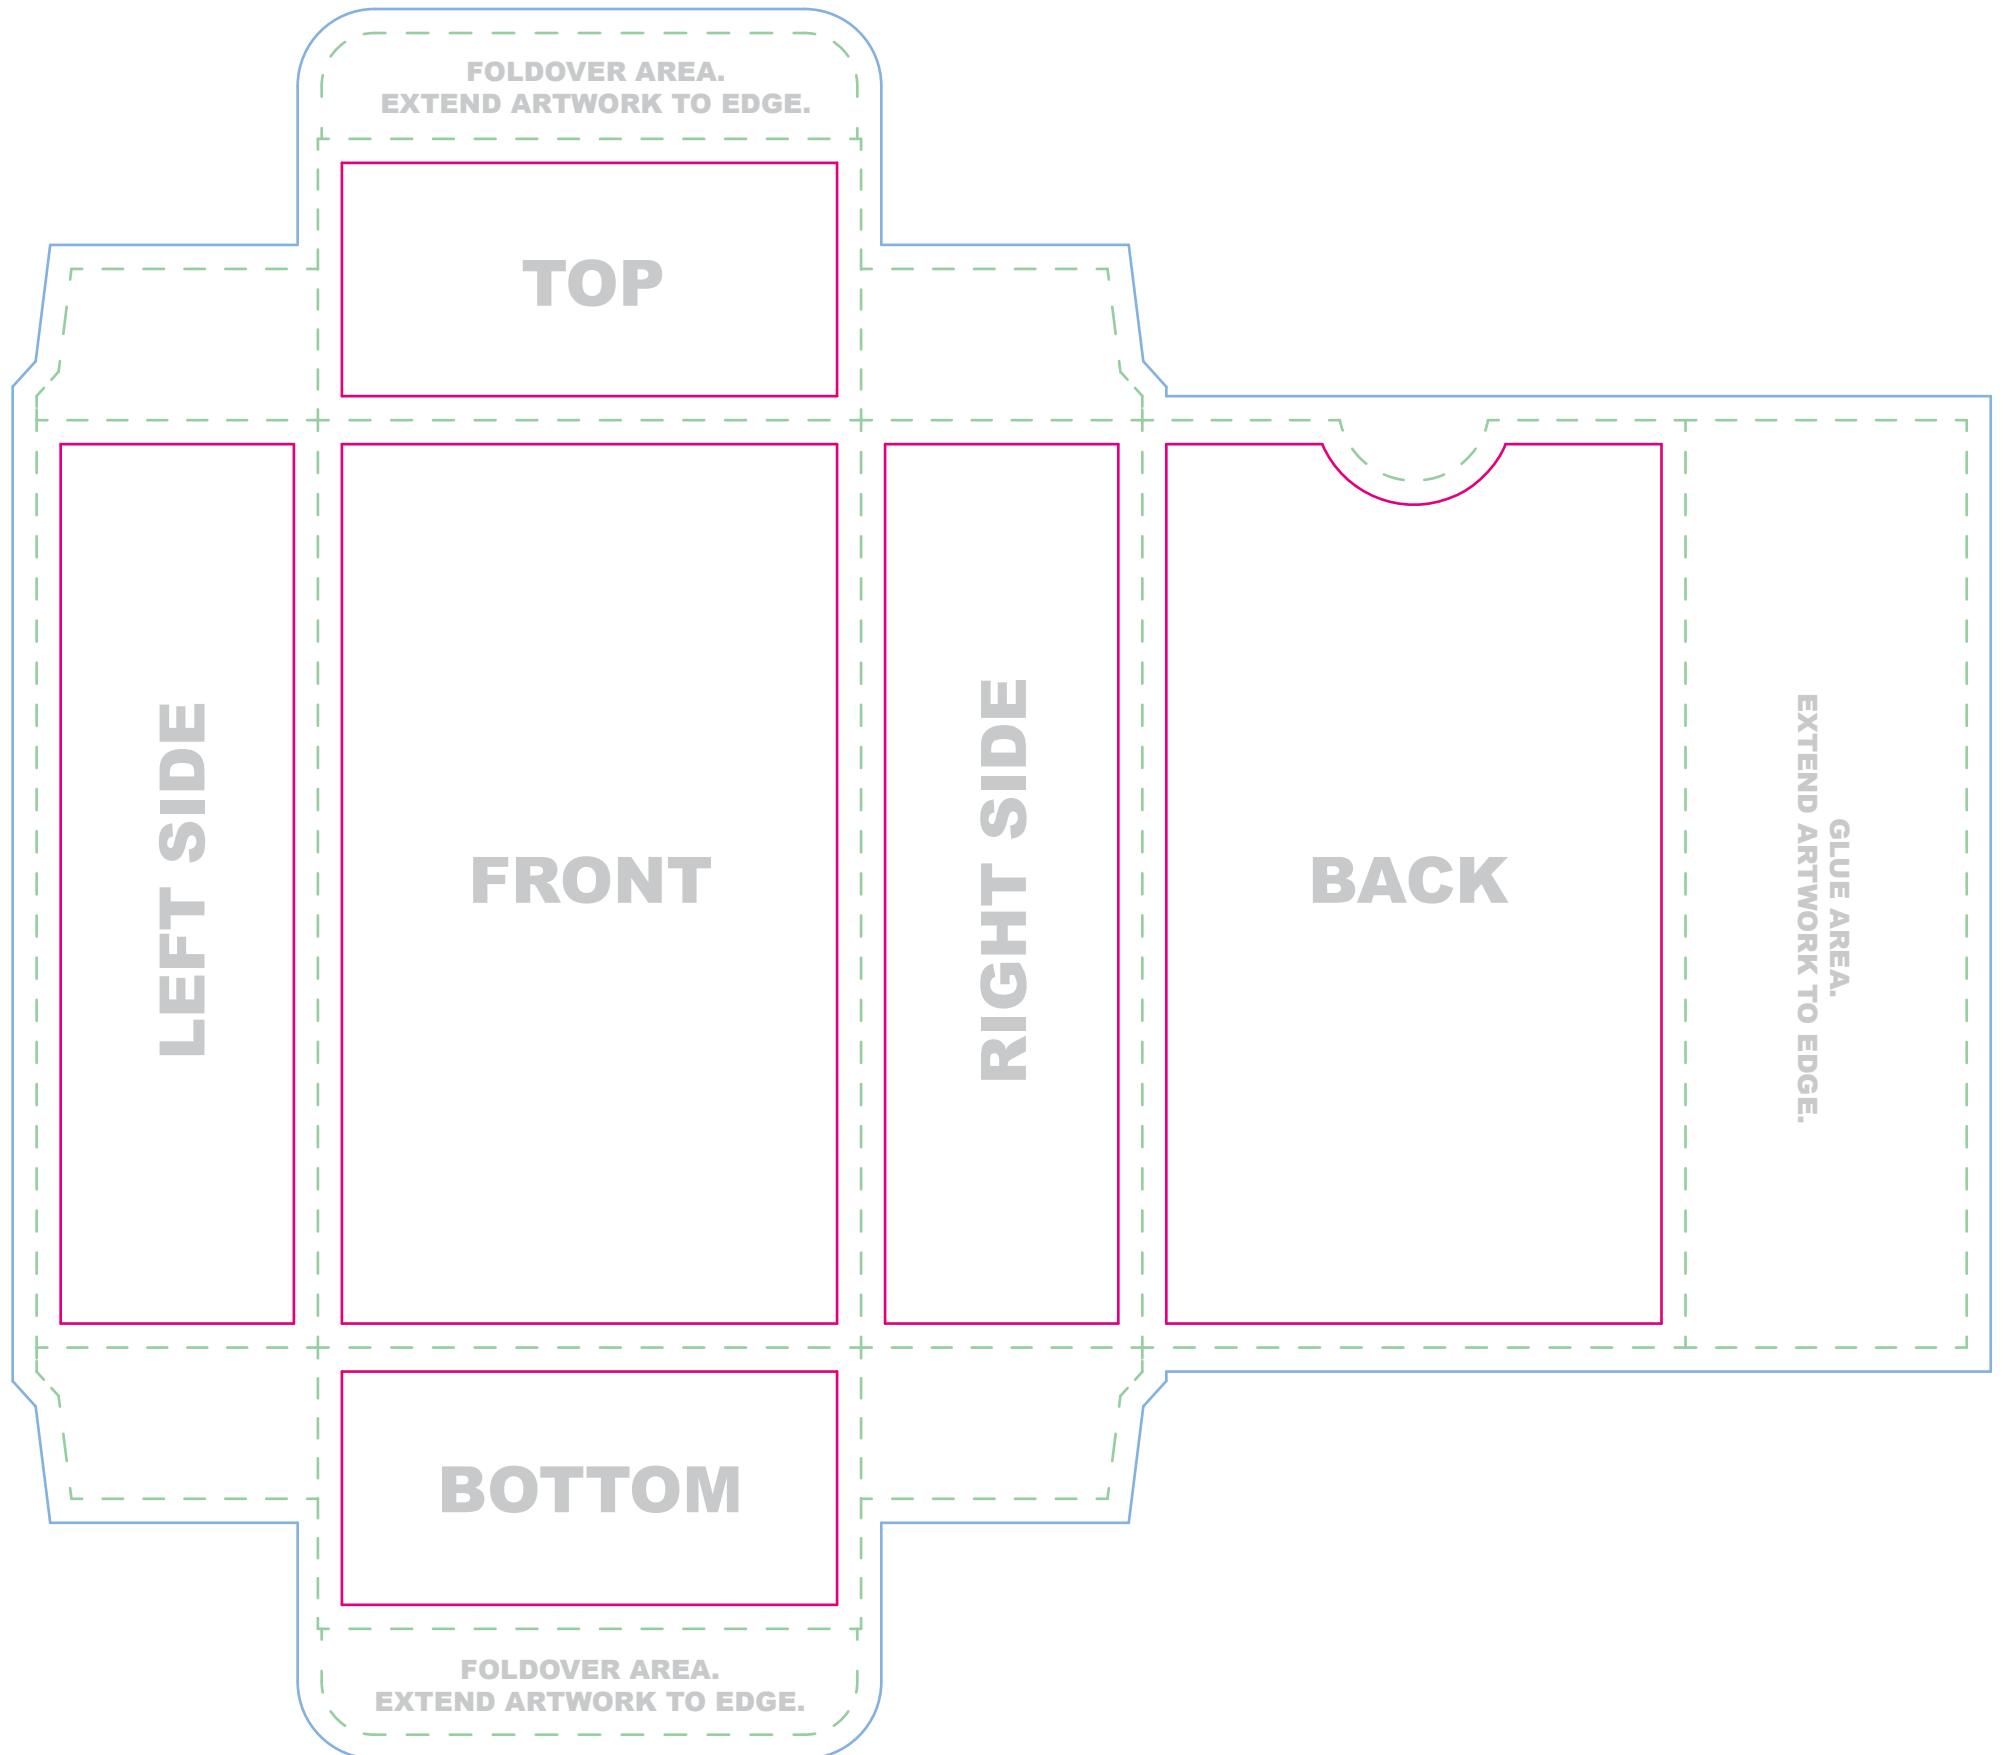 FOLDOVER AREA.
EXTEND ARTWORK TO EDGE.
TOP
LEFT SIDE
FRONT
RIGHT SIDE
BACK
GLUE AREA.
EXTEND ARTWORK TO EDGE.
BOTTOM
FOLDOVER AREA.
EXTEND ARTWORK TO EDGE.